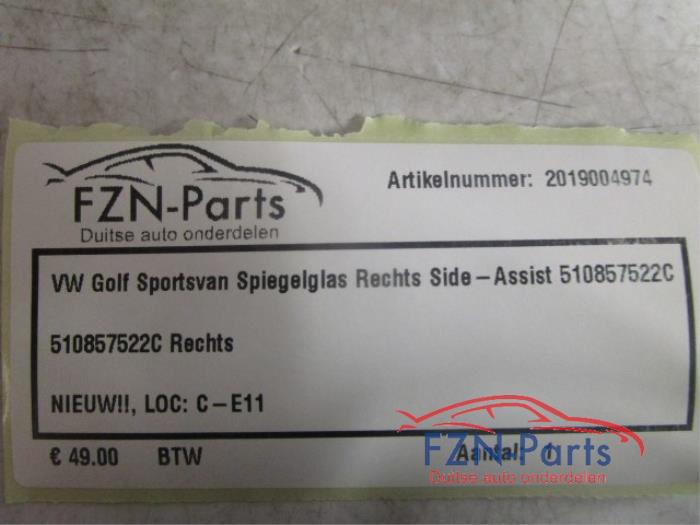 FZN-Parts
Duitse auto onderdelen
Artikelnummer: 2019004974
VW Golf Sportsvan Spiegelglas Rechts Side-Assist 510857522C
510857522C Rechts
NIEUW!!, LOC: C-E11
€ 49.00 BTW Aantal: 1
FZN-Parts
Duitse auto onderdelen